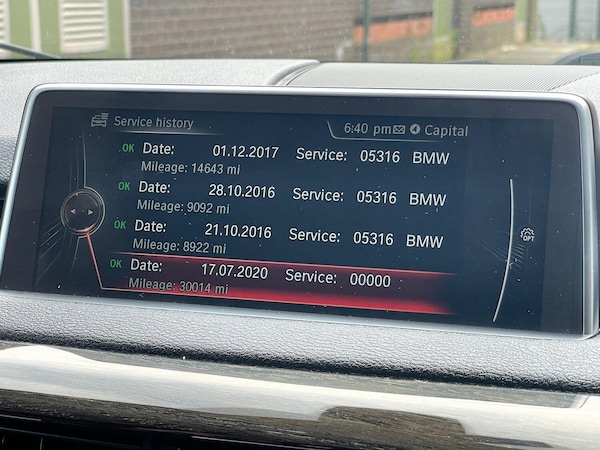 Service history
6:40 pm Capital
OK Date: 01.12.2017 Service: 05316 BMW
Mileage: 14643 mi
OK Date: 28.10.2016 Service: 05316 BMW
Mileage: 9092 mi
OK Date: 21.10.2016 Service: 05316 BMW
Mileage: 8922 mi
OK Date: 17.07.2020 Service: 00000
Mileage: 30014 mi
OPT